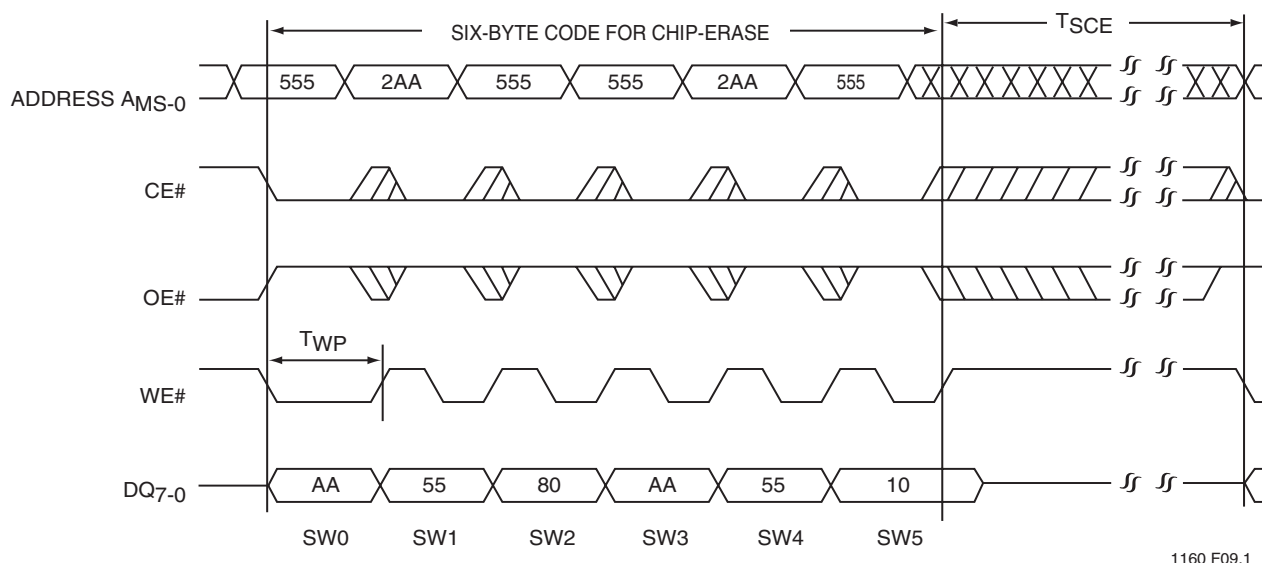 SIX-BYTE CODE FOR CHIP-ERASE
TSCE
ADDRESS AMS-0
555 2AA 555 555 2AA 555
CE#
OE#
TWP
WE#
DQ7-0
AA 55 80 AA 55 10
SW0 SW1 SW2 SW3 SW4 SW5
1160 F09.1